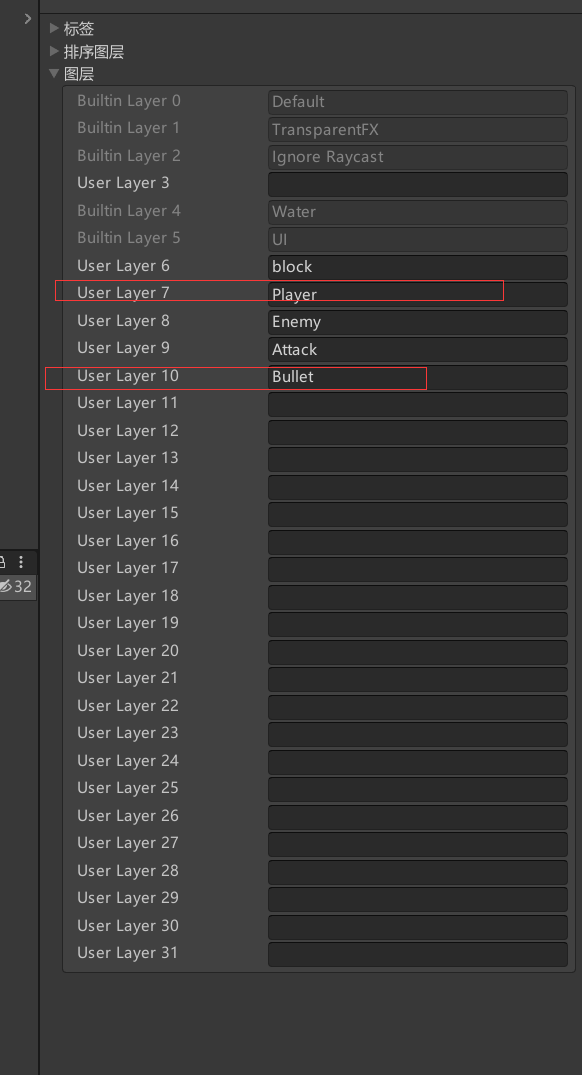 标签
排序图层
图层
Builtin Layer 0 Default
Builtin Layer 1 TransparentFX
Builtin Layer 2 Ignore Raycast
User Layer 3
Builtin Layer 4 Water
Builtin Layer 5 UI
User Layer 6 block
User Layer 7 Player
User Layer 8 Enemy
User Layer 9 Attack
User Layer 10 Bullet
User Layer 11
User Layer 12
User Layer 13
User Layer 14
User Layer 15
User Layer 16
User Layer 17
32
User Layer 18
User Layer 19
User Layer 20
User Layer 21
User Layer 22
User Layer 23
User Layer 24
User Layer 25
User Layer 26
User Layer 27
User Layer 28
User Layer 29
User Layer 30
User Layer 31